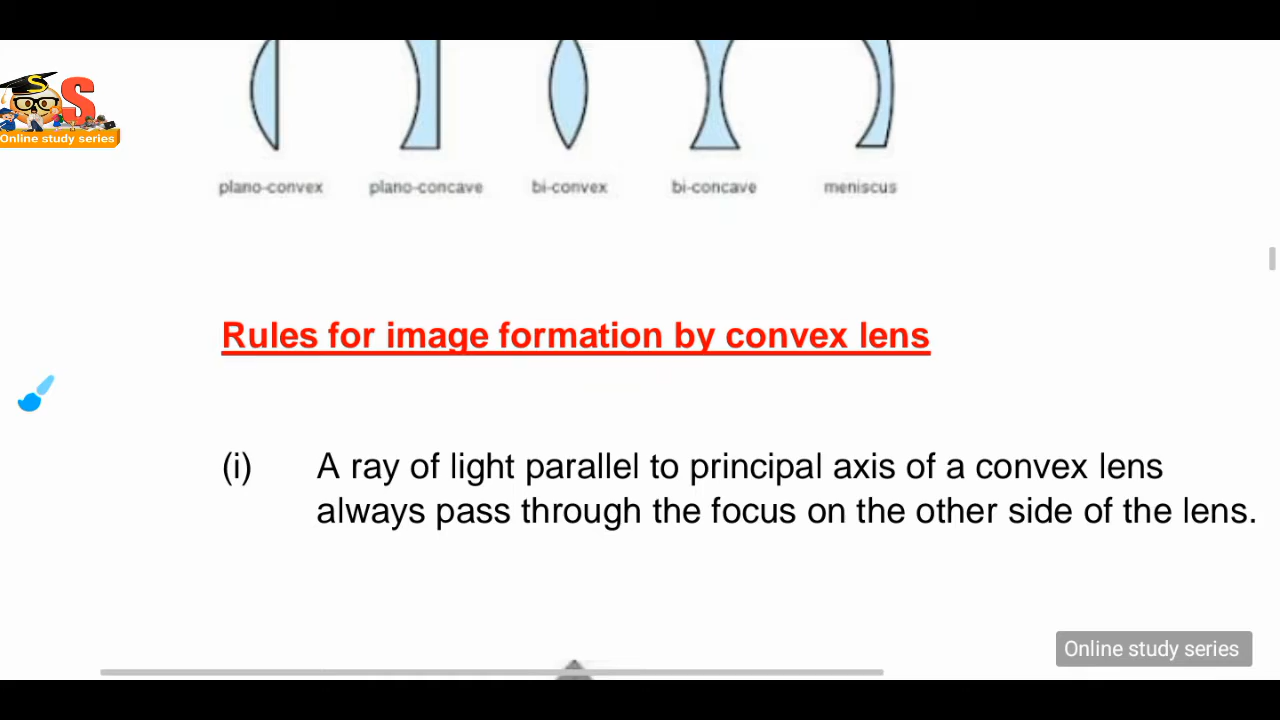 S S
Online study series
plano-convex plano-concave bi-convex bi-concave meniscus
Rules for image formation by convex lens
(i) A ray of light parallel to principal axis of a convex lens
always pass through the focus on the other side of the lens.
Online study series